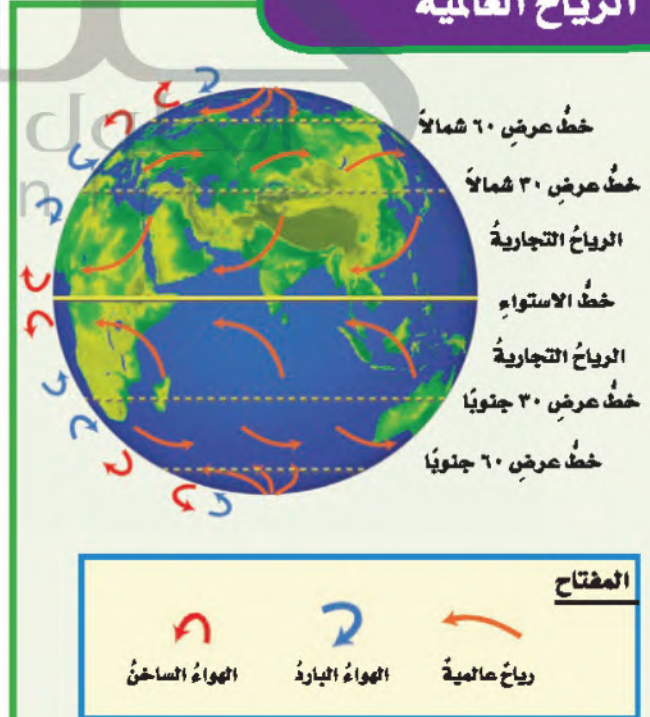 الرياح العالمية
خطُّ عرضِ ٦٠ شمالاً
خطُّ عرضِ ٣٠ شمالاً
الرياحُ التجاريةُ
خطُّ الاستواءِ
الرياحُ التجاريةُ
خطُّ عرضِ ٣٠ جنوبًا
خطُّ عرضِ ٦٠ جنوبًا
المفتاح
رياحٌ عالميةٌ
الهواءُ الباردُ
الهواءُ الساخنُ